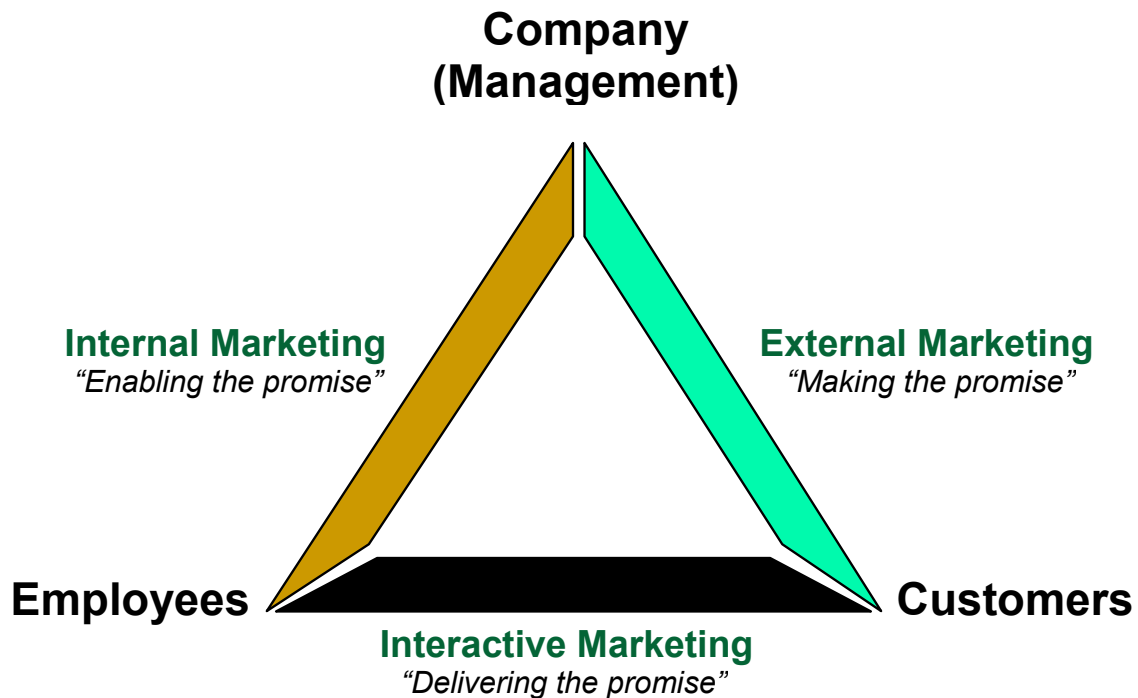 Company
(Management)
Internal Marketing
“Enabling the promise”
External Marketing
“Making the promise”
Employees
Customers
Interactive Marketing
“Delivering the promise”